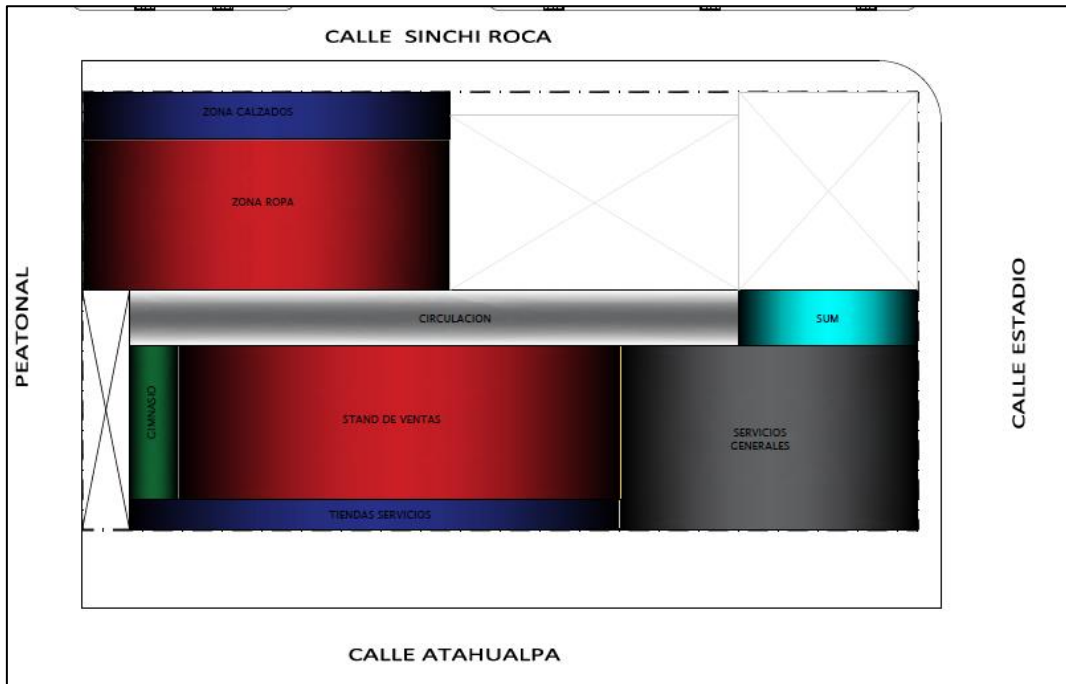 CALLE SINCHI ROCA
ZONA CALZADOS
ZONA ROPA
PEATONAL
CIRCULACION
SUM
CALLE ESTADIO
GIMNASIO
STAND DE VENTAS
SERVICIOS
GENERALES
TIENDAS SERVICIOS
CALLE ATAHUALPA